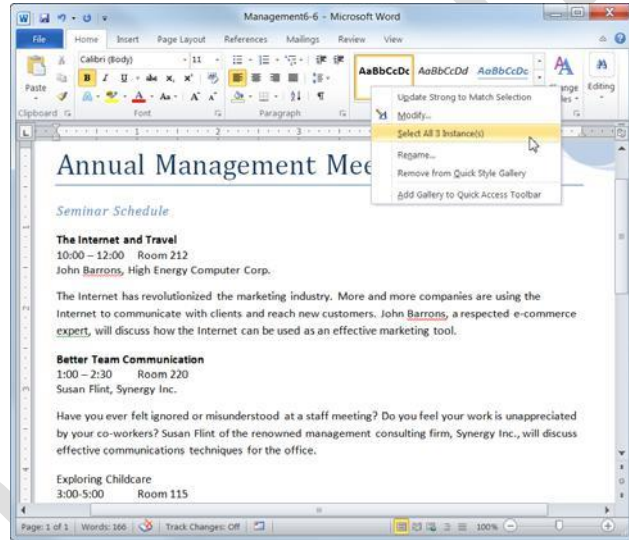 Management6-6 - Microsoft Word
File Home Insert Page Layout References Mailings Review View
Calibri (Body) 11
Paste
B I U abc x, x'
A Aa A A
AaBbCcDc AaBbCcDd AaBbCcDc
Editing
Clipboard Font Paragraph
Update Strong to Match Selection
Modify...
Select All 3 Instance(s)
Rename...
Remove from Quick Style Gallery
Add Gallery to Quick Access Toolbar
Annual Management Mee
Seminar Schedule
The Internet and Travel
10:00 – 12:00 Room 212
John Barrons, High Energy Computer Corp.
The Internet has revolutionized the marketing industry. More and more companies are using the
Internet to communicate with clients and reach new customers. John Barrons, a respected e-commerce
expert, will discuss how the Internet can be used as an effective marketing tool.
Better Team Communication
1:00 – 2:30 Room 220
Susan Flint, Synergy Inc.
Have you ever felt ignored or misunderstood at a staff meeting? Do you feel your work is unappreciated
by your co-workers? Susan Flint of the renowned management consulting firm, Synergy Inc., will discuss
effective communications techniques for the office.
Exploring Childcare
3:00-5:00 Room 115
Page: 1 of 1 Words: 166 Track Changes: Off 100%